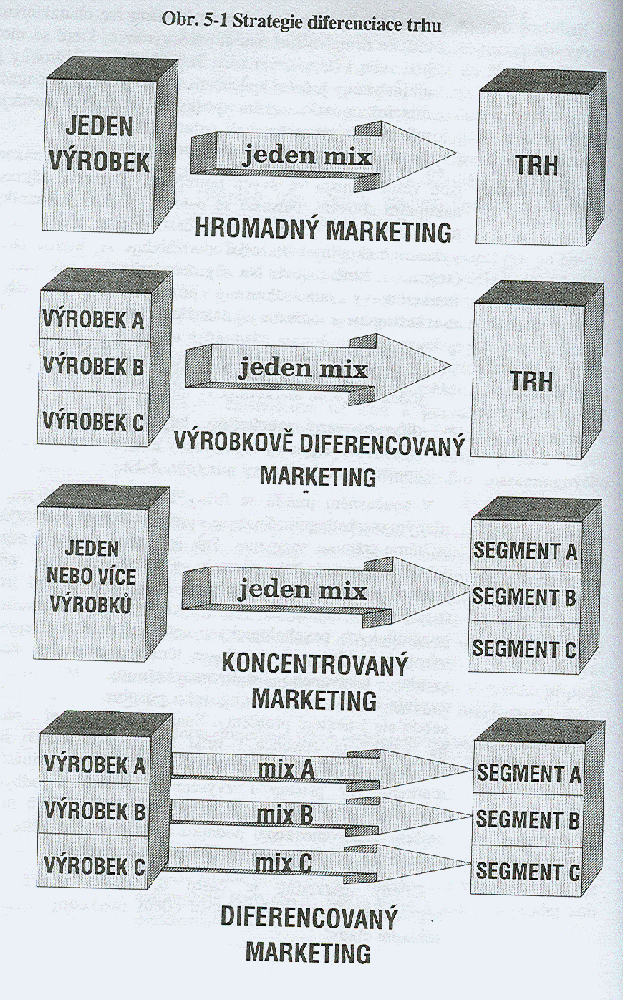 Obr. 5-1 Strategie diferenciace trhu
JEDEN
VÝROBEK
jeden mix
TRH
HROMADNÝ MARKETING
VÝROBEK A
VÝROBEK B
VÝROBEK C
jeden mix
TRH
VÝROBKOVĚ DIFERENCOVANÝ
MARKETING
JEDEN
NEBO VÍCE
VÝROBKŮ
jeden mix
SEGMENT A
SEGMENT B
SEGMENT C
KONCENTROVANÝ
MARKETING
VÝROBEK A
mix A
SEGMENT A
VÝROBEK B
mix B
SEGMENT B
VÝROBEK C
mix C
SEGMENT C
DIFERENCOVANÝ
MARKETING